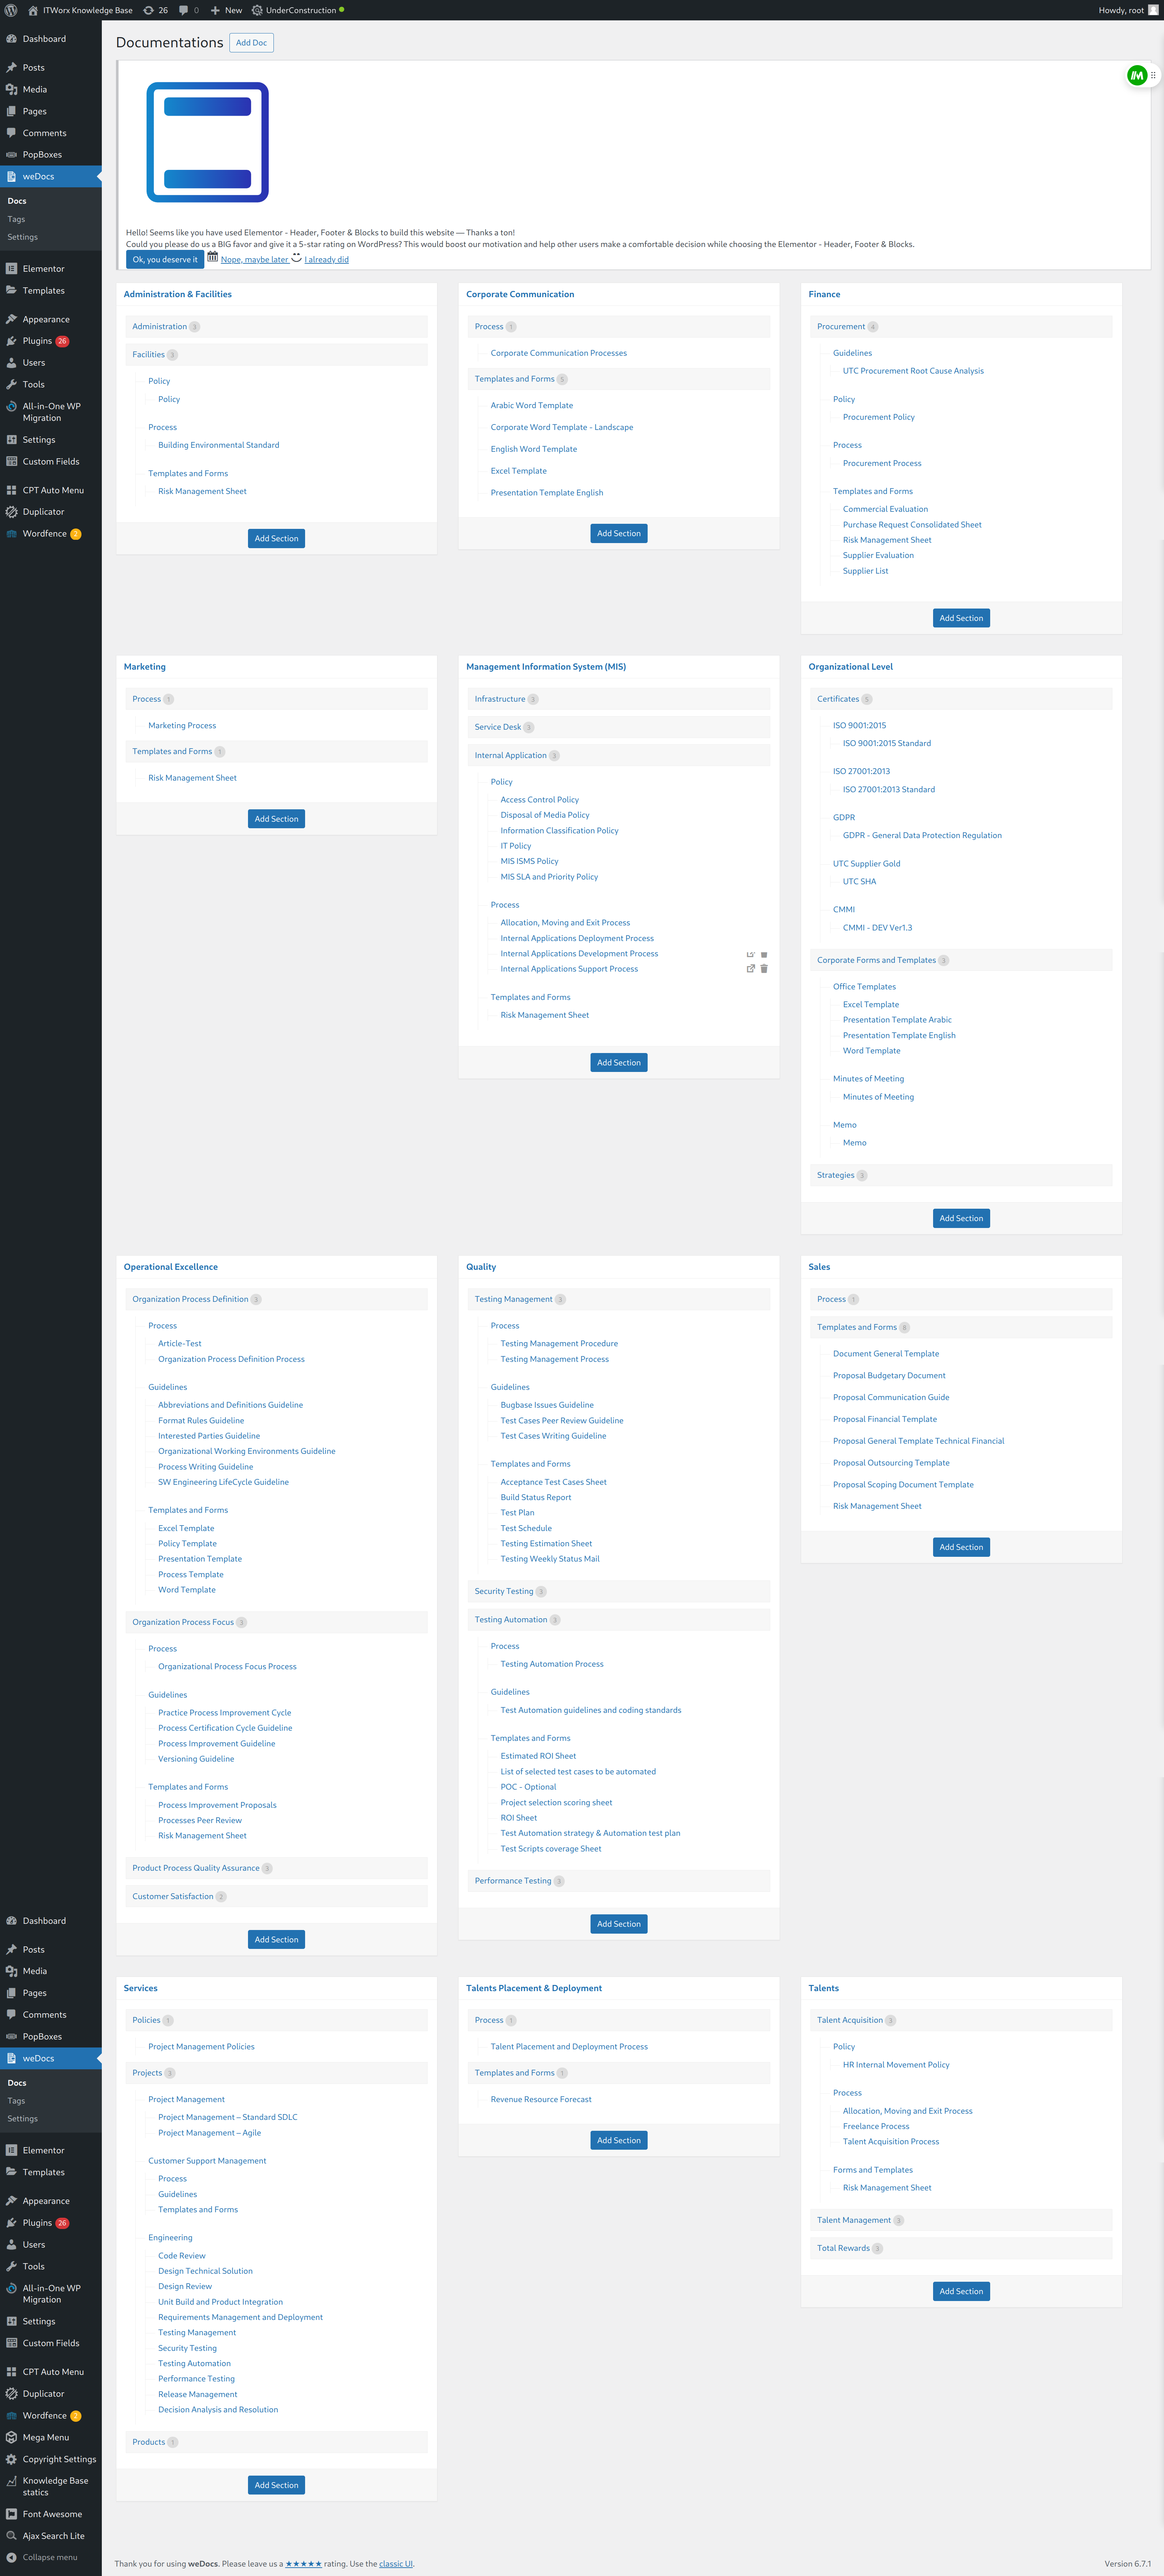 ITWorx Knowledge Base 26 0 New UnderConstruction
Howdy, root
Dashboard
Posts
Media
Pages
Comments
PopBoxes
weDocs
Docs
Tags
Settings
Elementor
Templates
Appearance
Plugins 26
Users
Tools
All-in-One WP
Migration
Settings
Custom Fields
CPT Auto Menu
Duplicator
Wordfence 2
Documentations Add Doc
Hello! Seems like you have used Elementor - Header, Footer & Blocks to build this website — Thanks a ton!
Could you please do us a BIG favor and give it a 5-star rating on WordPress? This would boost our motivation and help other users make a comfortable decision while choosing the Elementor - Header, Footer & Blocks.
Ok, you deserve it Nope, maybe later I already did
Administration & Facilities
Administration 3
Facilities 3
Policy
Policy
Process
Building Environmental Standard
Templates and Forms
Risk Management Sheet
Add Section
Corporate Communication
Process 1
Corporate Communication Processes
Templates and Forms 5
Arabic Word Template
Corporate Word Template - Landscape
English Word Template
Excel Template
Presentation Template English
Add Section
Finance
Procurement 4
Guidelines
UTC Procurement Root Cause Analysis
Policy
Procurement Policy
Process
Procurement Process
Templates and Forms
Commercial Evaluation
Purchase Request Consolidated Sheet
Risk Management Sheet
Supplier Evaluation
Supplier List
Add Section
Marketing
Process 1
Marketing Process
Templates and Forms 1
Risk Management Sheet
Add Section
Management Information System (MIS)
Infrastructure 3
Service Desk 3
Internal Application 3
Policy
Access Control Policy
Disposal of Media Policy
Information Classification Policy
IT Policy
MIS ISMS Policy
MIS SLA and Priority Policy
Process
Allocation, Moving and Exit Process
Internal Applications Deployment Process
Internal Applications Development Process
Internal Applications Support Process
Templates and Forms
Risk Management Sheet
Add Section
Organizational Level
Certificates 5
ISO 9001:2015
ISO 9001:2015 Standard
ISO 27001:2013
ISO 27001:2013 Standard
GDPR
GDPR - General Data Protection Regulation
UTC Supplier Gold
UTC SHA
CMMI
CMMI - DEV Ver1.3
Corporate Forms and Templates 3
Office Templates
Excel Template
Presentation Template Arabic
Presentation Template English
Word Template
Minutes of Meeting
Minutes of Meeting
Memo
Memo
Strategies 3
Add Section
Operational Excellence
Organization Process Definition 3
Process
Article-Test
Organization Process Definition Process
Guidelines
Abbreviations and Definitions Guideline
Format Rules Guideline
Interested Parties Guideline
Organizational Working Environments Guideline
Process Writing Guideline
SW Engineering LifeCycle Guideline
Templates and Forms
Excel Template
Policy Template
Presentation Template
Process Template
Word Template
Organization Process Focus 3
Process
Organizational Process Focus Process
Guidelines
Practice Process Improvement Cycle
Process Certification Cycle Guideline
Process Improvement Guideline
Versioning Guideline
Templates and Forms
Process Improvement Proposals
Processes Peer Review
Risk Management Sheet
Product Process Quality Assurance 3
Customer Satisfaction 2
Add Section
Quality
Testing Management 3
Process
Testing Management Procedure
Testing Management Process
Guidelines
Bugbase Issues Guideline
Test Cases Peer Review Guideline
Test Cases Writing Guideline
Templates and Forms
Acceptance Test Cases Sheet
Build Status Report
Test Plan
Test Schedule
Testing Estimation Sheet
Testing Weekly Status Mail
Security Testing 3
Testing Automation 3
Process
Testing Automation Process
Guidelines
Test Automation guidelines and coding standards
Templates and Forms
Estimated ROI Sheet
List of selected test cases to be automated
POC - Optional
Project selection scoring sheet
ROI Sheet
Test Automation strategy & Automation test plan
Test Scripts coverage Sheet
Performance Testing 3
Add Section
Sales
Process 1
Templates and Forms 8
Document General Template
Proposal Budgetary Document
Proposal Communication Guide
Proposal Financial Template
Proposal General Template Technical Financial
Proposal Outsourcing Template
Proposal Scoping Document Template
Risk Management Sheet
Add Section
Dashboard
Posts
Media
Pages
Comments
PopBoxes
weDocs
Docs
Tags
Settings
Elementor
Templates
Appearance
Plugins 26
Users
Tools
All-in-One WP
Migration
Settings
Custom Fields
CPT Auto Menu
Duplicator
Wordfence 2
Mega Menu
Copyright Settings
Knowledge Base
statics
Font Awesome
Ajax Search Lite
Collapse menu
Services
Policies 1
Project Management Policies
Projects 3
Project Management
Project Management – Standard SDLC
Project Management – Agile
Customer Support Management
Process
Guidelines
Templates and Forms
Engineering
Code Review
Design Technical Solution
Design Review
Unit Build and Product Integration
Requirements Management and Deployment
Testing Management
Security Testing
Testing Automation
Performance Testing
Release Management
Decision Analysis and Resolution
Products 1
Add Section
Talents Placement & Deployment
Process 1
Talent Placement and Deployment Process
Templates and Forms 1
Revenue Resource Forecast
Add Section
Talents
Talent Acquisition 3
Policy
HR Internal Movement Policy
Process
Allocation, Moving and Exit Process
Freelance Process
Talent Acquisition Process
Forms and Templates
Risk Management Sheet
Talent Management 3
Total Rewards 3
Add Section
Thank you for using weDocs. Please leave us a ★★★★★ rating. Use the classic UI.
Version 6.7.1